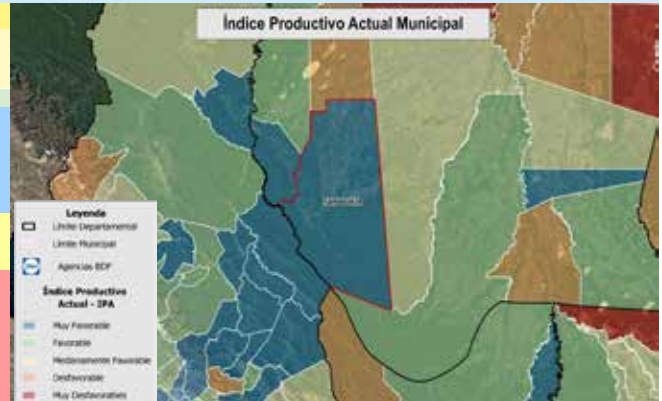 Índice Productivo Actual Municipal
Leyenda
Límite Departamental
Límite Municipal
Agencias BDP
Índice Productivo
Actual - IPA
Muy Favorable
Favorable
Medianamente Favorable
Desfavorable
Muy Desfavorables